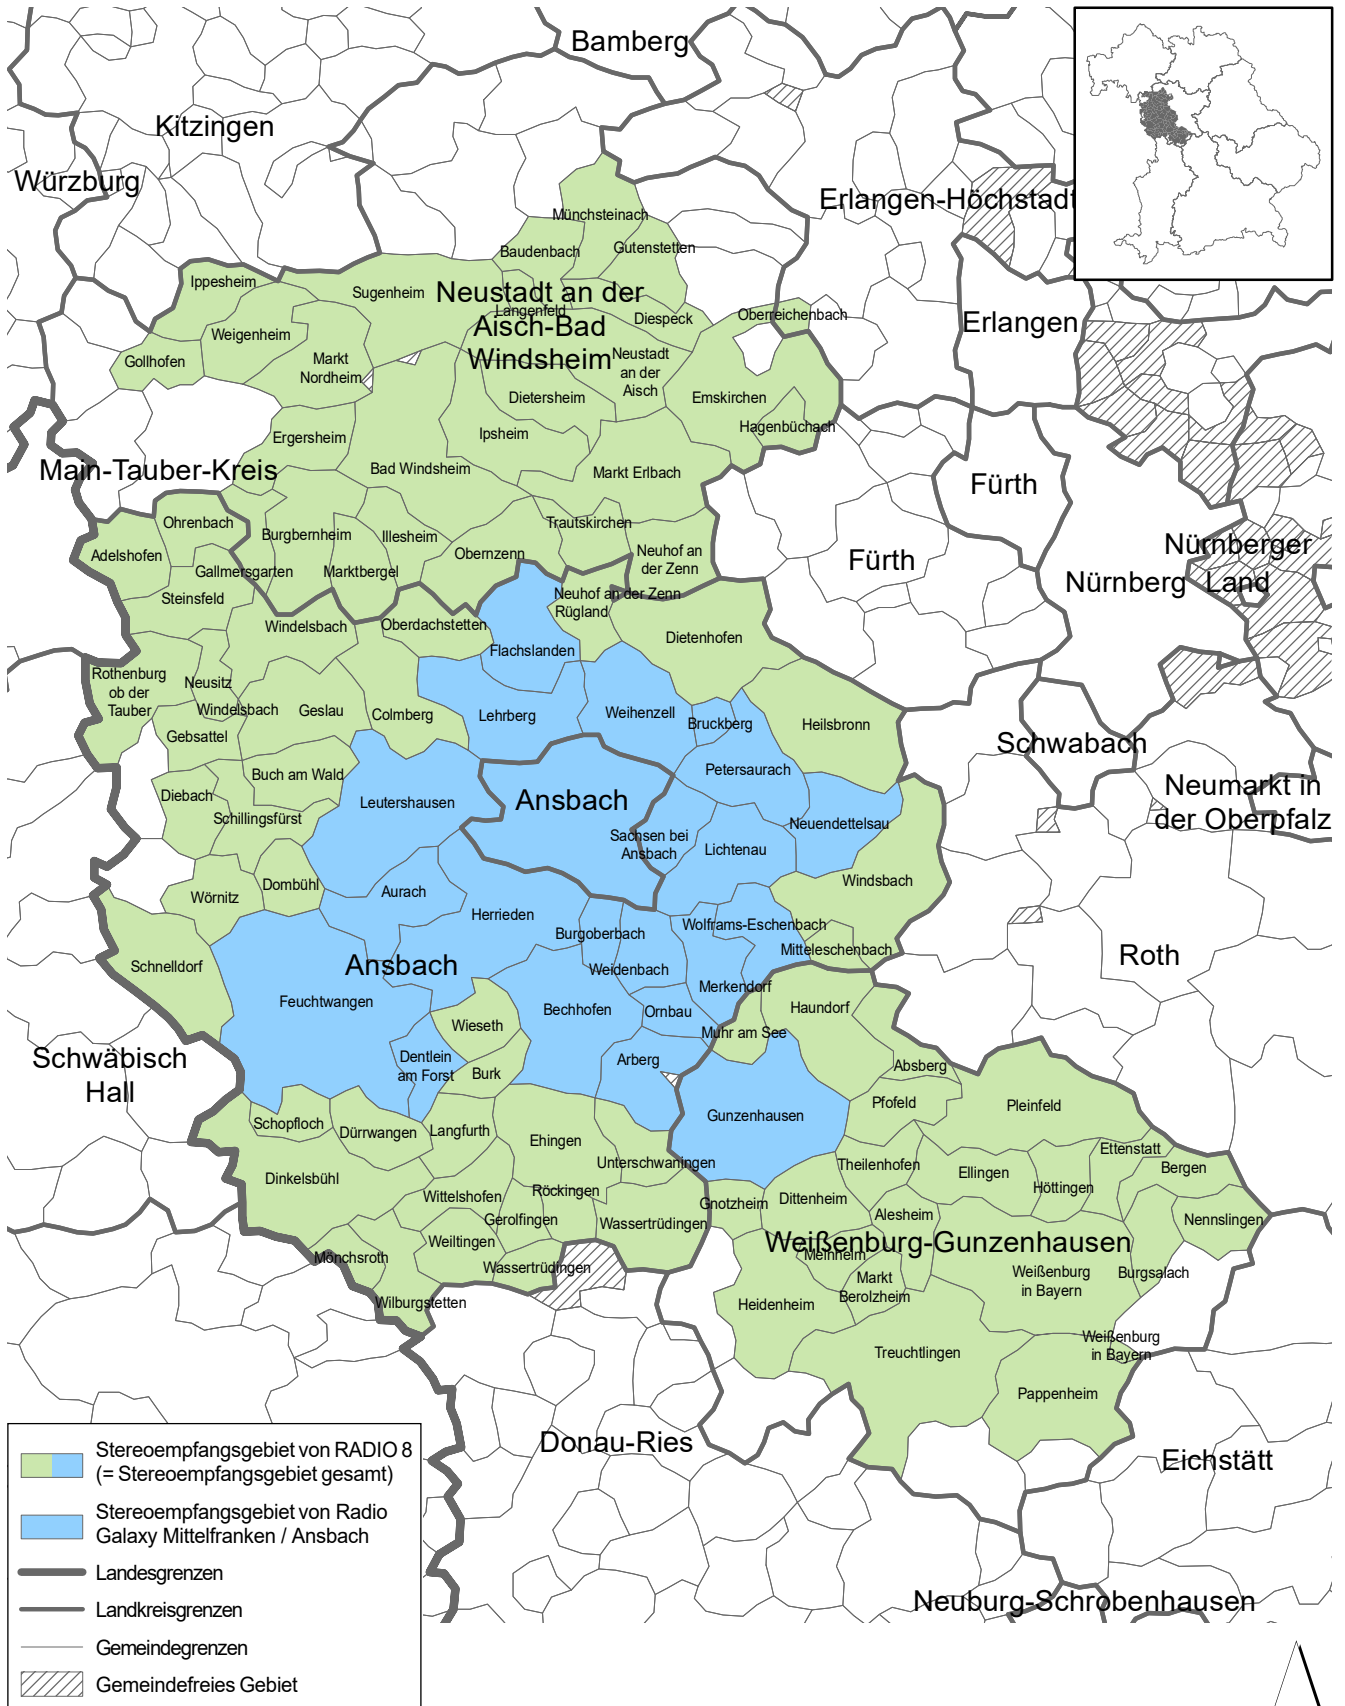 Bamberg
Kitzingen
Würzburg
Erlangen-Höchstadt
Münchsteinach
Baudenbach
Gutenstetten
Ippesheim
Sugenheim
Neustadt an der
Aisch-Bad
Windsheim
Langenfeld
Diespeck
Oberreichenbach
Erlangen
Weigenheim
Gollhofen
Markt
Nordheim
Neustadt
an der
Aisch
Dietersheim
Emskirchen
Hagenbüchach
Ergersheim
Ipsheim
Main-Tauber-Kreis
Bad Windsheim
Markt Erlbach
Fürth
Ohrenbach
Adelshofen
Burgbernheim
Illesheim
Trautskirchen
Obernzenn
Neuhof an
der Zenn
Fürth
Nürnberger
Land
Nürnberg
Gallmersgarten
Marktbergel
Steinsfeld
Neuhof an der Zenn
Rügland
Windelsbach
Oberdachstetten
Dietenhofen
Flachslanden
Rothenburg
ob der
Tauber
Neusitz
Windelsbach
Geslau
Colmberg
Lehrberg
Weihenzell
Bruckberg
Heilsbronn
Gebsattel
Schwabach
Buch am Wald
Petersaurach
Neumarkt in
der Oberpfalz
Diebach
Leutershausen
Ansbach
Schillingsfürst
Neuendettelsau
Sachsen bei
Ansbach
Lichtenau
Dombühl
Aurach
Windsbach
Wörnitz
Herrieden
Burgoberbach
Wolframs-Eschenbach
Mitteleschenbach
Schnelldorf
Ansbach
Weidenbach
Roth
Feuchtwangen
Merkendorf
Bechhofen
Ornbau
Haundorf
Wieseth
Muhr am See
Schwäbisch
Hall
Dentlein
am Forst
Arberg
Absberg
Burk
Pfofeld
Pleinfeld
Gunzenhausen
Schopfloch
Dürrwangen
Langfurth
Ehingen
Ettenstatt
Unterschwaningen
Theilenhofen
Ellingen
Bergen
Dinkelsbühl
Höttingen
Röckingen
Wittelshofen
Gnotzheim
Dittenheim
Gerolfingen
Wassertrüdingen
Alesheim
Nennslingen
Weiltingen
Weißenburg-Gunzenhausen
Mönchsroth
Meinheim
Wassertrüdingen
Markt
Berolzheim
Weißenburg
in Bayern
Burgsalach
Wilburgstetten
Heidenheim
Weißenburg
in Bayern
Treuchtlingen
Pappenheim
Donau-Ries
Eichstätt
Neuburg-Schrobenhausen
Stereoempfangsgebiet von RADIO 8
(= Stereoempfangsgebiet gesamt)
Stereoempfangsgebiet von Radio
Galaxy Mittelfranken / Ansbach
Landesgrenzen
Landkreisgrenzen
Gemeindegrenzen
Gemeindefreies Gebiet